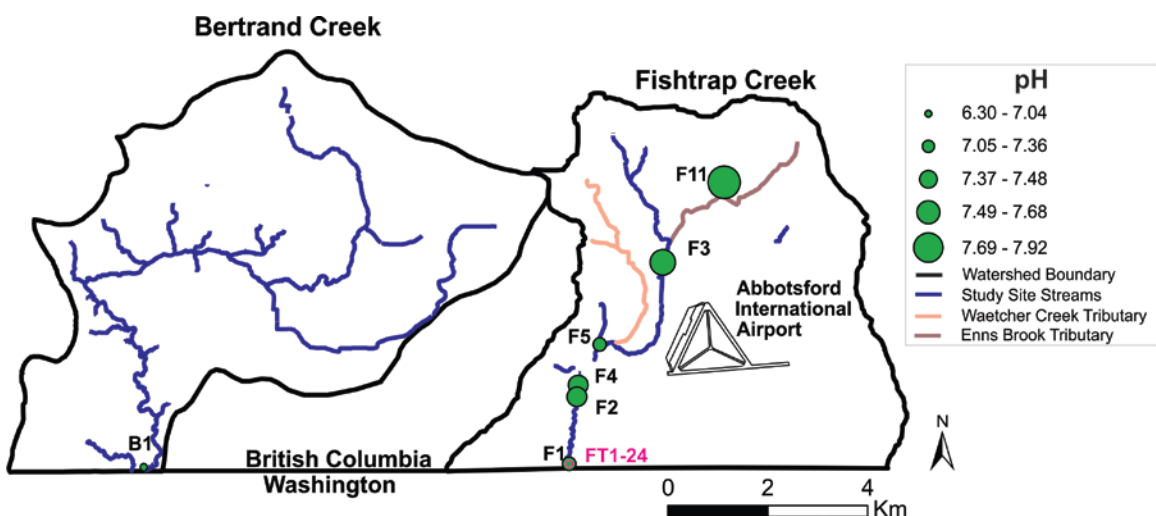 Bertrand Creek
Fishtrap Creek
F11
F3
Abbotsford
International
Airport
F5
F4
F2
B1
F1
FT1-24
British Columbia
Washington
N
0 2 4
Km
pH
6.30 - 7.04
7.05 - 7.36
7.37 - 7.48
7.49 - 7.68
7.69 - 7.92
Watershed Boundary
Study Site Streams
Waetcher Creek Tributary
Enns Brook Tributary